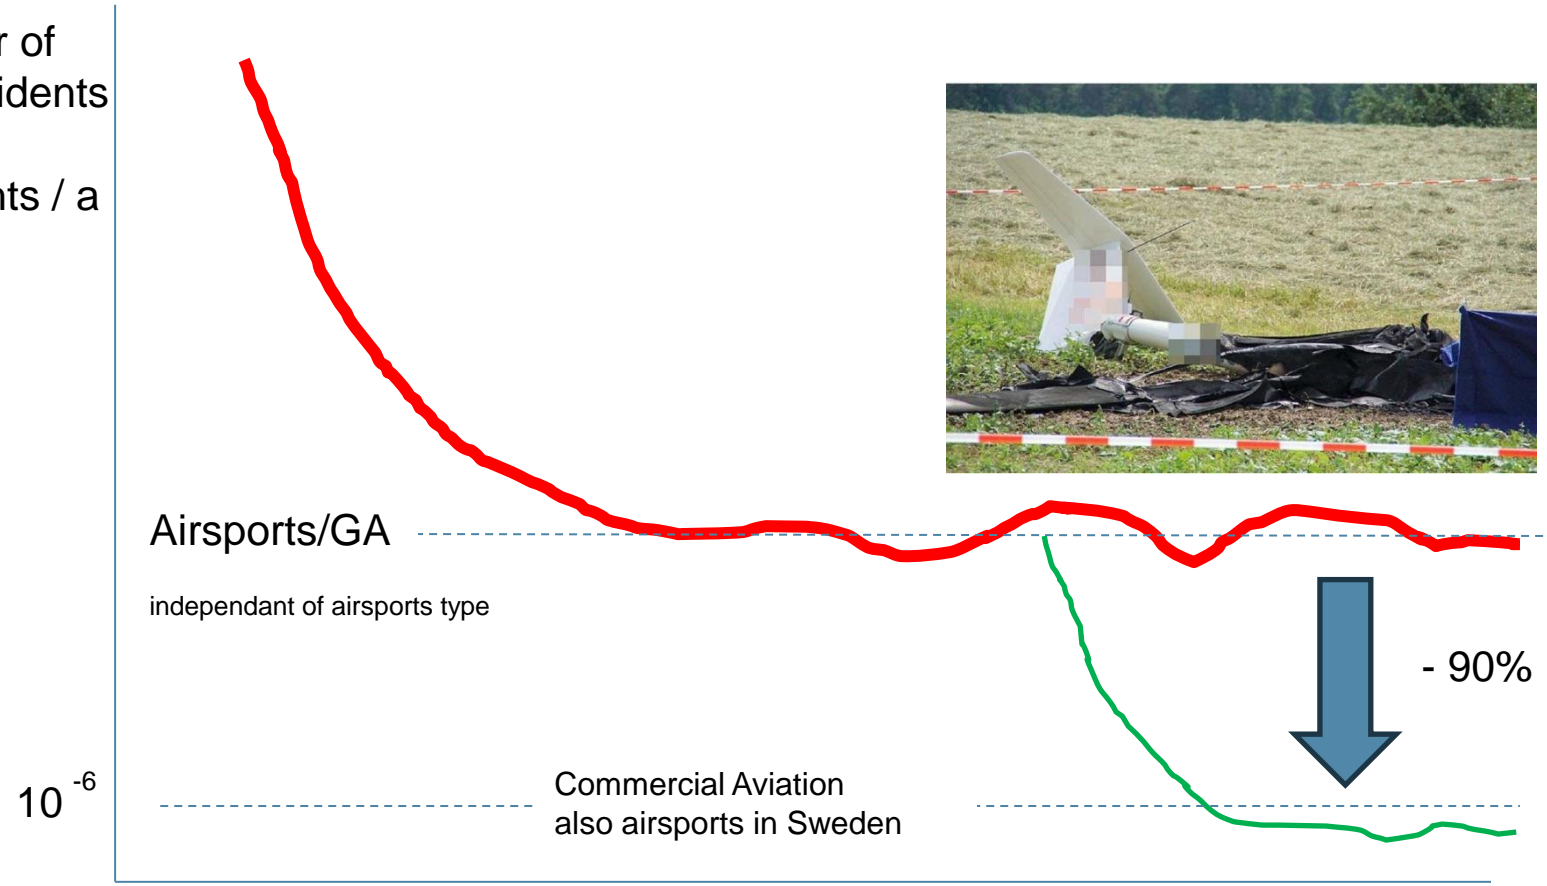 r of
idents
nts / a
Airsports/GA
independant of airsports type
- 90%
10 -6
Commercial Aviation
also airsports in Sweden